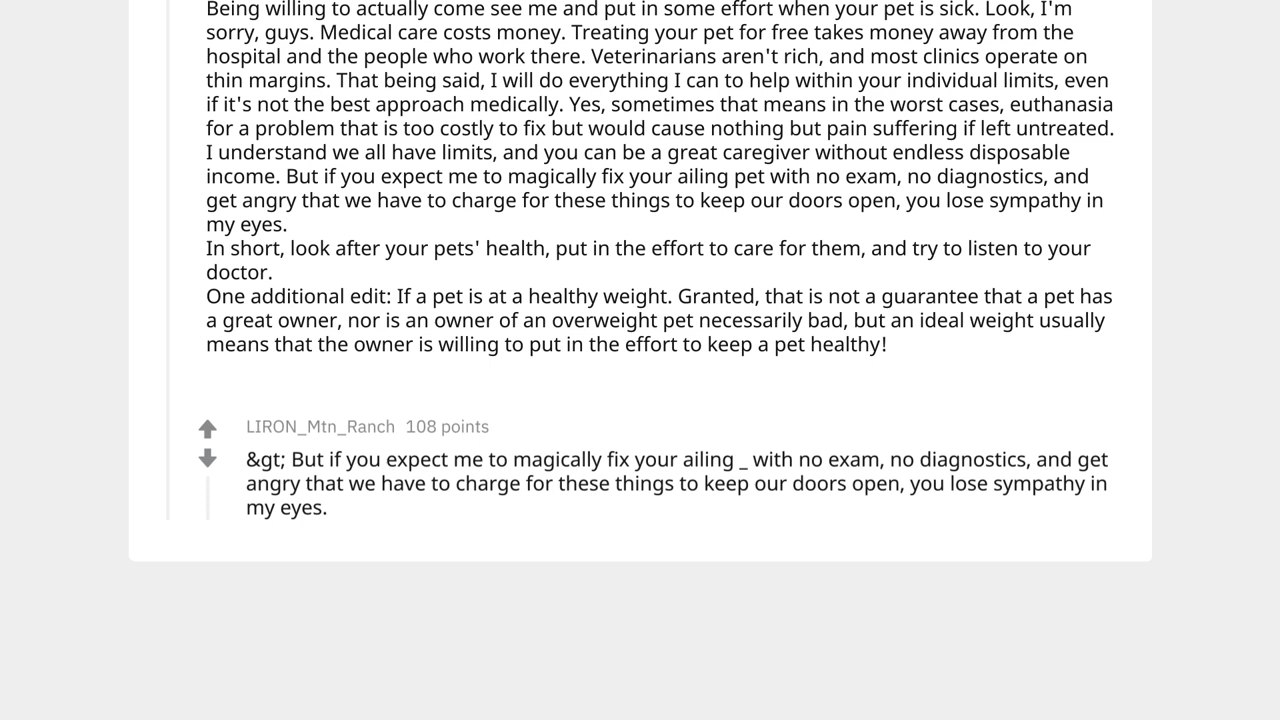 Being willing to actually come see me and put in some effort when your pet is sick. Look, I'm
sorry, guys. Medical care costs money. Treating your pet for free takes money away from the
hospital and the people who work there. Veterinarians aren't rich, and most clinics operate on
thin margins. That being said, I will do everything I can to help within your individual limits, even
if it's not the best approach medically. Yes, sometimes that means in the worst cases, euthanasia
for a problem that is too costly to fix but would cause nothing but pain suffering if left untreated.
I understand we all have limits, and you can be a great caregiver without endless disposable
income. But if you expect me to magically fix your ailing pet with no exam, no diagnostics, and
get angry that we have to charge for these things to keep our doors open, you lose sympathy in
my eyes.
In short, look after your pets' health, put in the effort to care for them, and try to listen to your
doctor.
One additional edit: If a pet is at a healthy weight. Granted, that is not a guarantee that a pet has
a great owner, nor is an owner of an overweight pet necessarily bad, but an ideal weight usually
means that the owner is willing to put in the effort to keep a pet healthy!
LIRON_Mtn_Ranch 108 points
&gt; But if you expect me to magically fix your ailing _ with no exam, no diagnostics, and get
angry that we have to charge for these things to keep our doors open, you lose sympathy in
my eyes.